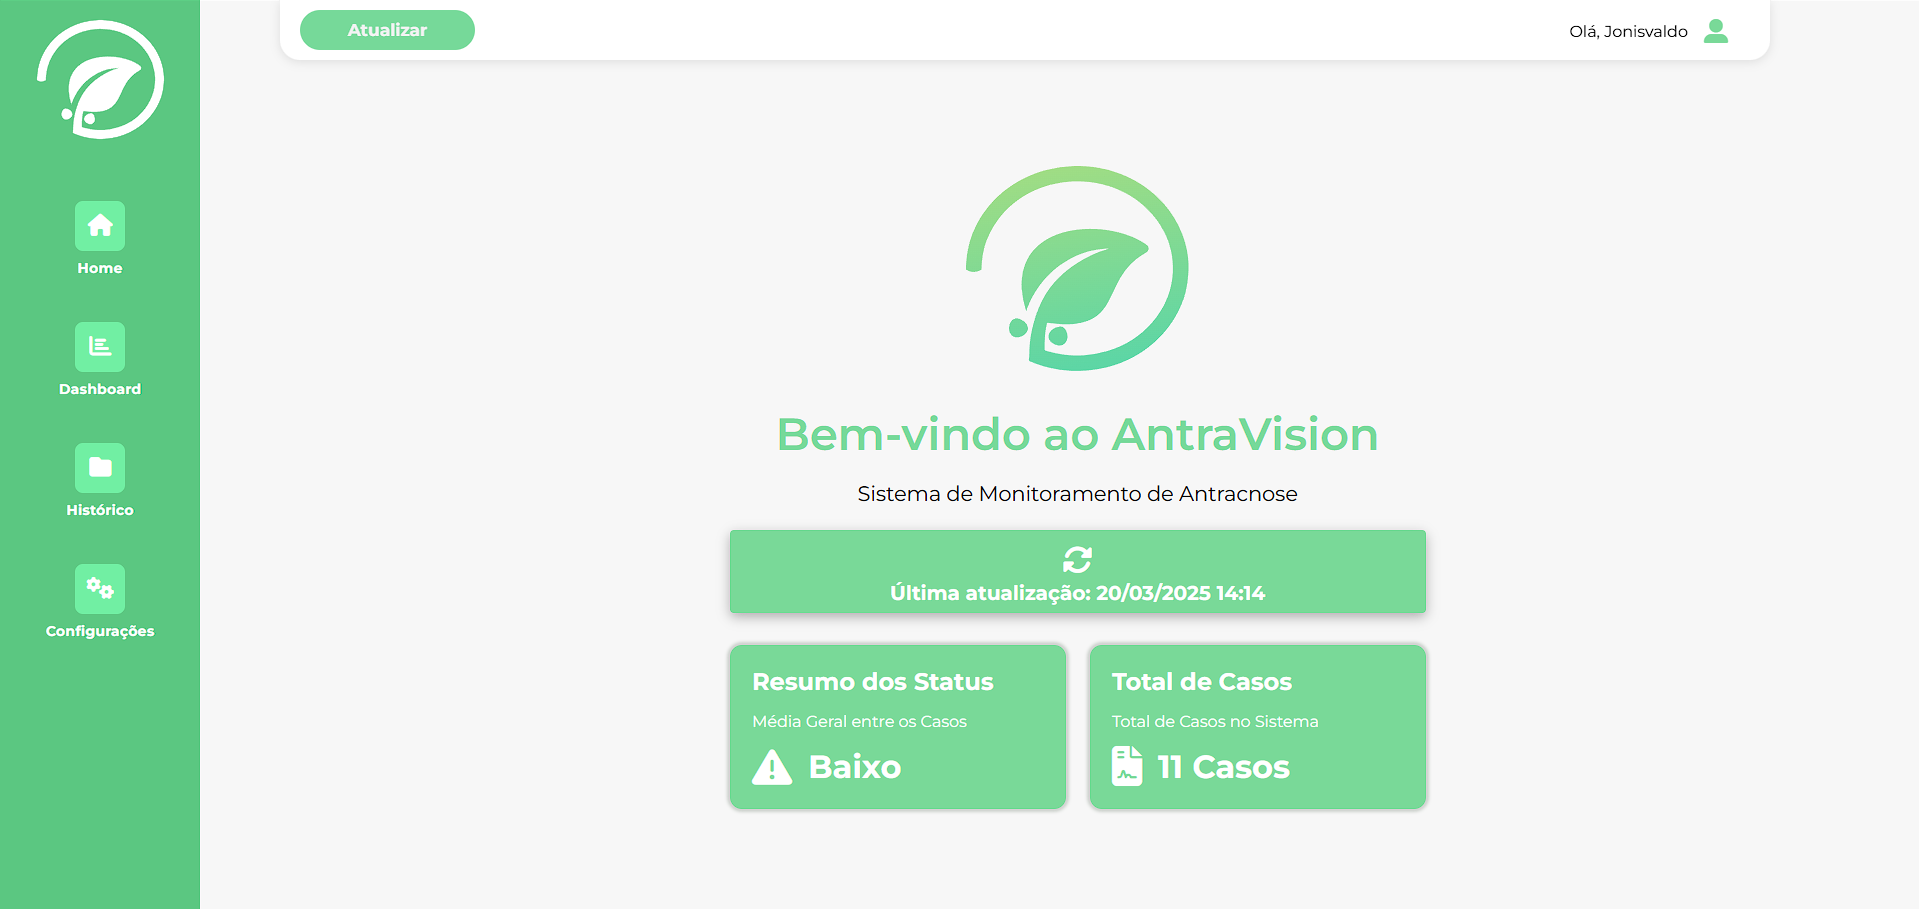 Atualizar
Olá, Jonisvaldo
Home
Dashboard
Histórico
Configurações
Bem-vindo ao AntraVision
Sistema de Monitoramento de Antracnose
Última atualização: 20/03/2025 14:14
Resumo dos Status
Média Geral entre os Casos
Baixo
Total de Casos
Total de Casos no Sistema
11 Casos